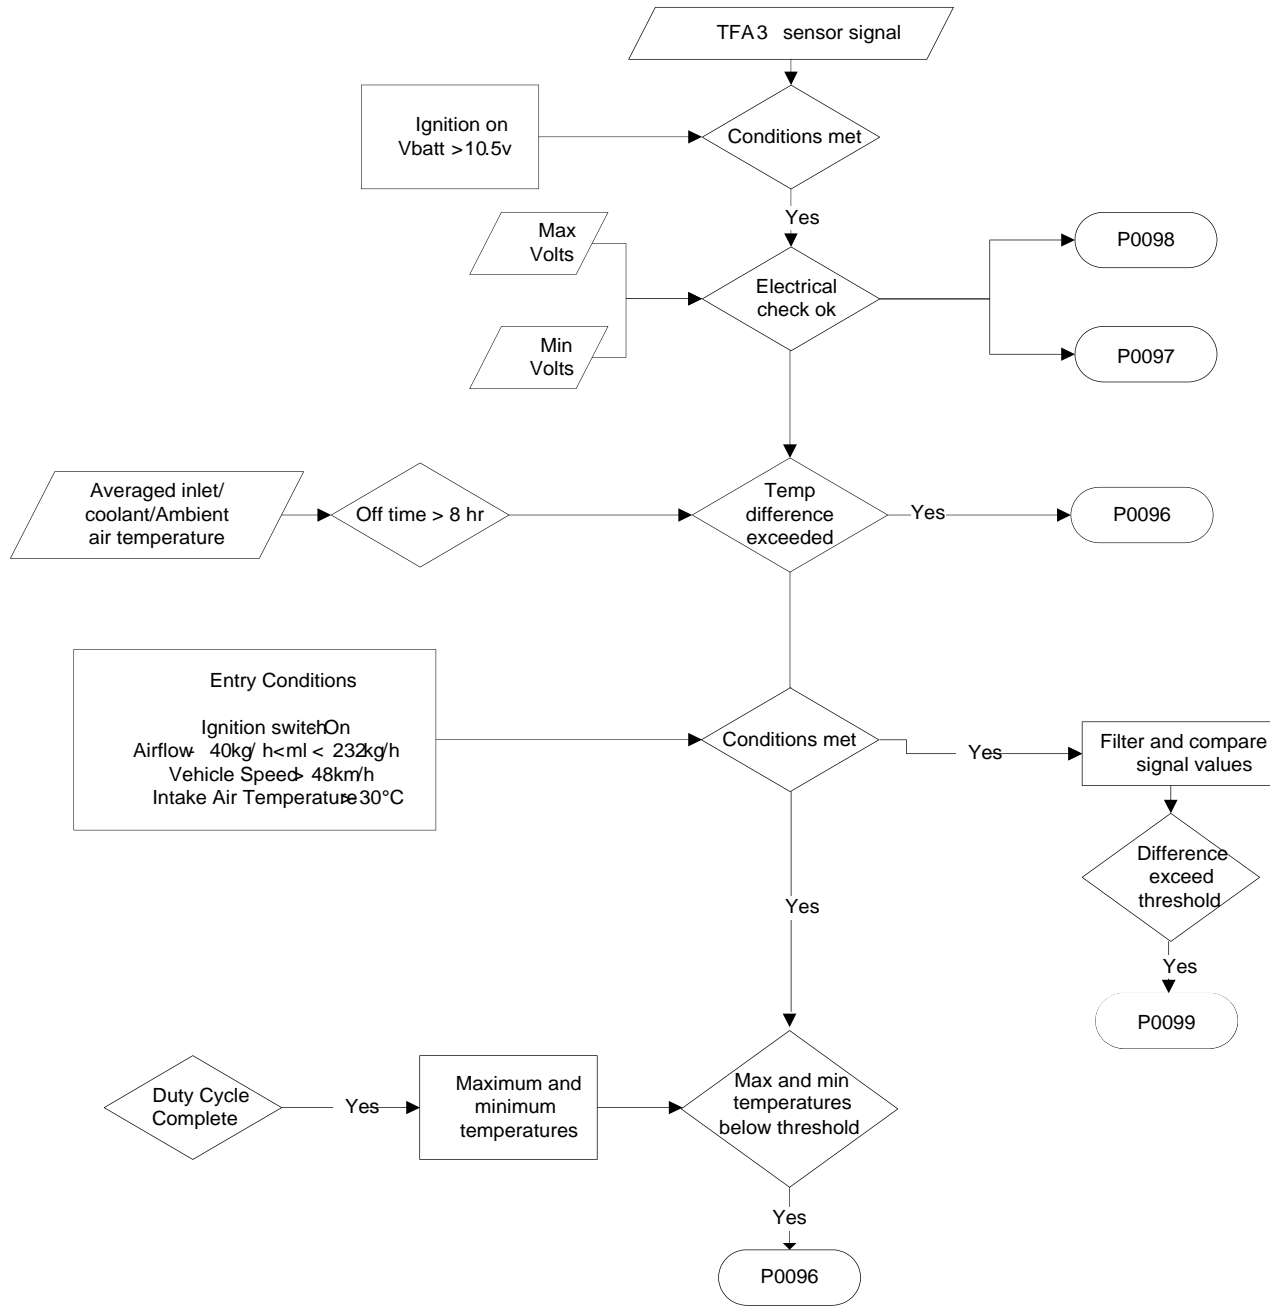 TFA3 sensor signal
Ignition on
Vbatt >10.5v
Conditions met
Yes
Max
Volts
Min
Volts
Electrical
check ok
P0098
P0097
Averaged inlet/
coolant/Ambient
air temperature
Off time > 8 hr
Temp
difference
exceeded
Yes
P0096
Entry Conditions
Ignition switch-On
Airflow- 40kg/ h<ml < 232kg/h
Vehicle Speed> 48km/h
Intake Air Temperature>-30°C
Conditions met
Yes
Filter and compare
signal values
Difference
exceed
threshold
Yes
P0099
Yes
Duty Cycle
Complete
Yes
Maximum and
minimum
temperatures
Max and min
temperatures
below threshold
Yes
P0096